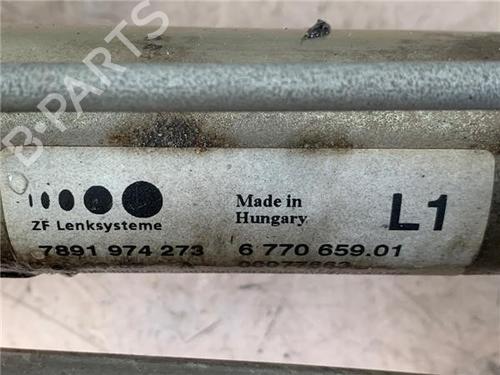 B-PARTS
ZF Lenksysteme
Made in
Hungary
L1
7891 974 273
6 770 659.01